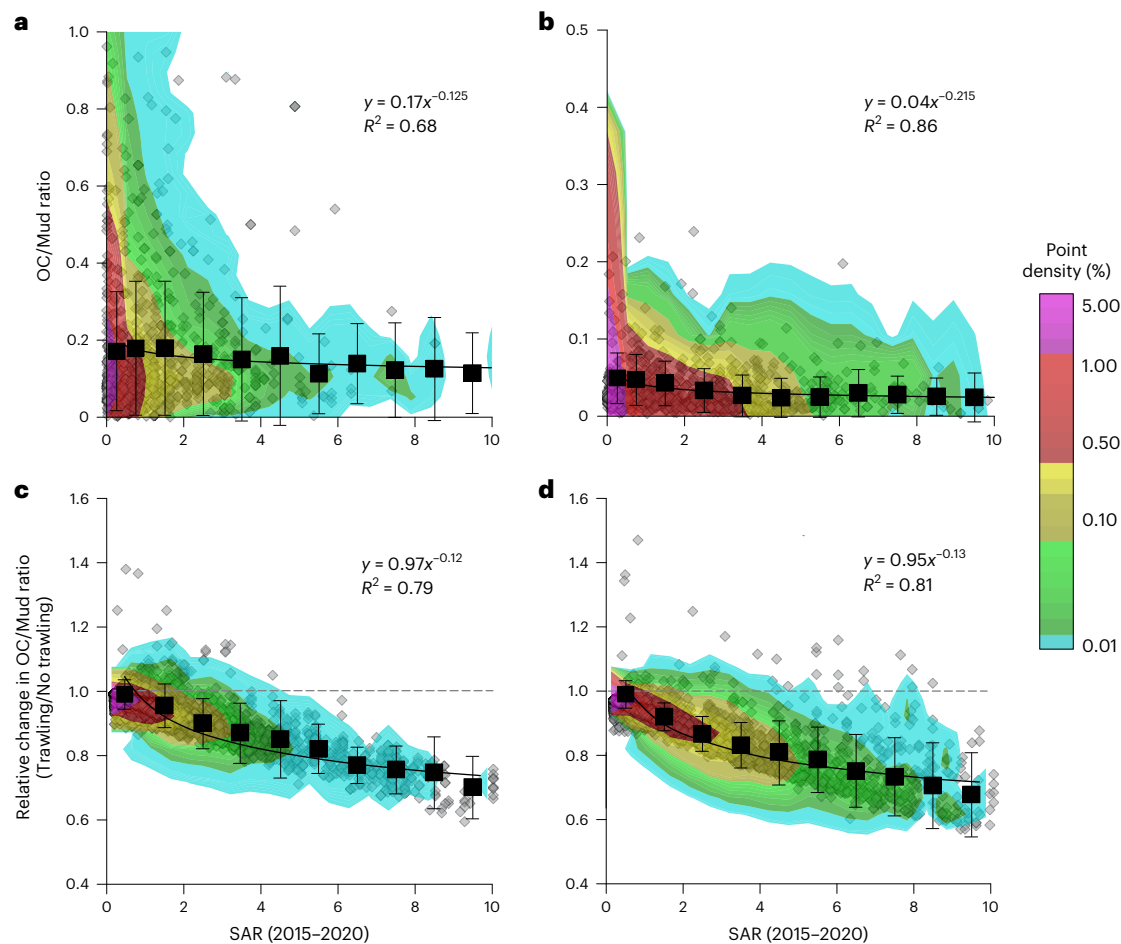 a
b
1.0
0.8
0.6
0.4
0.2
0
OC/Mud ratio
y = 0.17x^−0.125
R² = 0.68
0 2 4 6 8 10
0.5
0.4
0.3
0.2
0.1
0
y = 0.04x^−0.215
R² = 0.86
0 2 4 6 8 10
Point
density (%)
5.00
1.00
0.50
0.10
0.01
c
d
1.6
1.4
1.2
1.0
0.8
0.6
0.4
Relative change in OC/Mud ratio
(Trawling/No trawling)
y = 0.97x^−0.12
R² = 0.79
0 2 4 6 8 10
SAR (2015–2020)
1.6
1.4
1.2
1.0
0.8
0.6
0.4
y = 0.95x^−0.13
R² = 0.81
0 2 4 6 8 10
SAR (2015–2020)